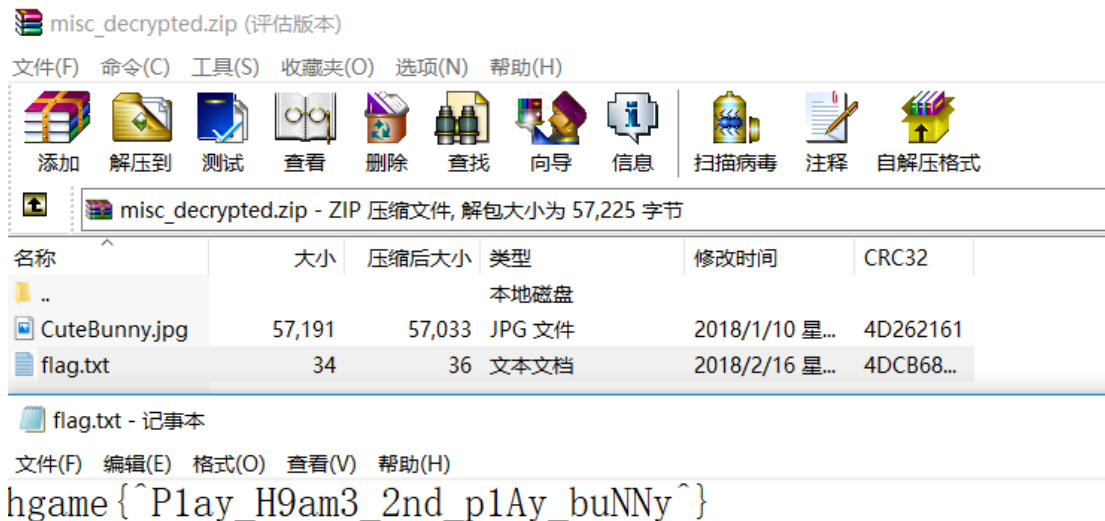 misc_decrypted.zip (评估版本)
文件(F) 命令(C) 工具(S) 收藏夹(O) 选项(N) 帮助(H)
添加 解压到 测试 查看 删除 查找 向导 信息 扫描病毒 注释 自解压格式
misc_decrypted.zip - ZIP 压缩文件, 解包大小为 57,225 字节
名称 大小 压缩后大小 类型 修改时间 CRC32
.. 本地磁盘
CuteBunny.jpg 57,191 57,033 JPG 文件 2018/1/10 星... 4D262161
flag.txt 34 36 文本文档 2018/2/16 星... 4DCB68...
flag.txt - 记事本
文件(F) 编辑(E) 格式(O) 查看(V) 帮助(H)
hgame{^P1ay_H9am3_2nd_p1Ay_buNNy^}